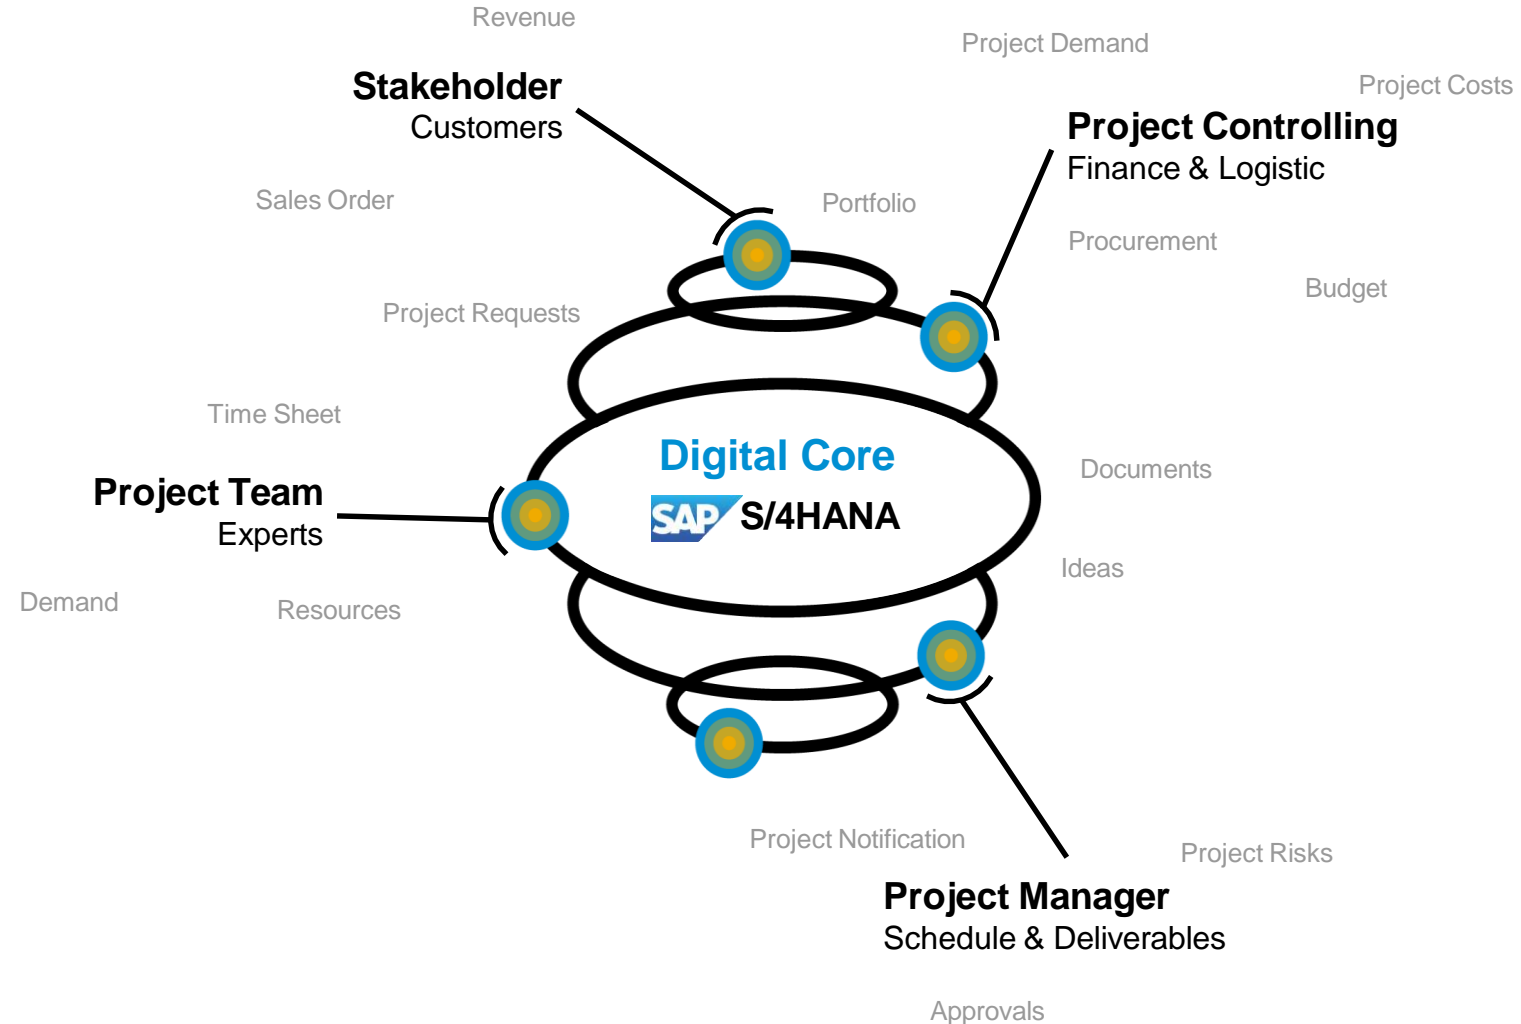 Revenue
Project Demand
Project Costs
Stakeholder
Customers
Project Controlling
Finance & Logistic
Sales Order
Portfolio
Procurement
Budget
Project Requests
Time Sheet
Digital Core
SAP S/4HANA
Documents
Project Team
Experts
Ideas
Demand
Resources
Project Notification
Project Risks
Project Manager
Schedule & Deliverables
Approvals